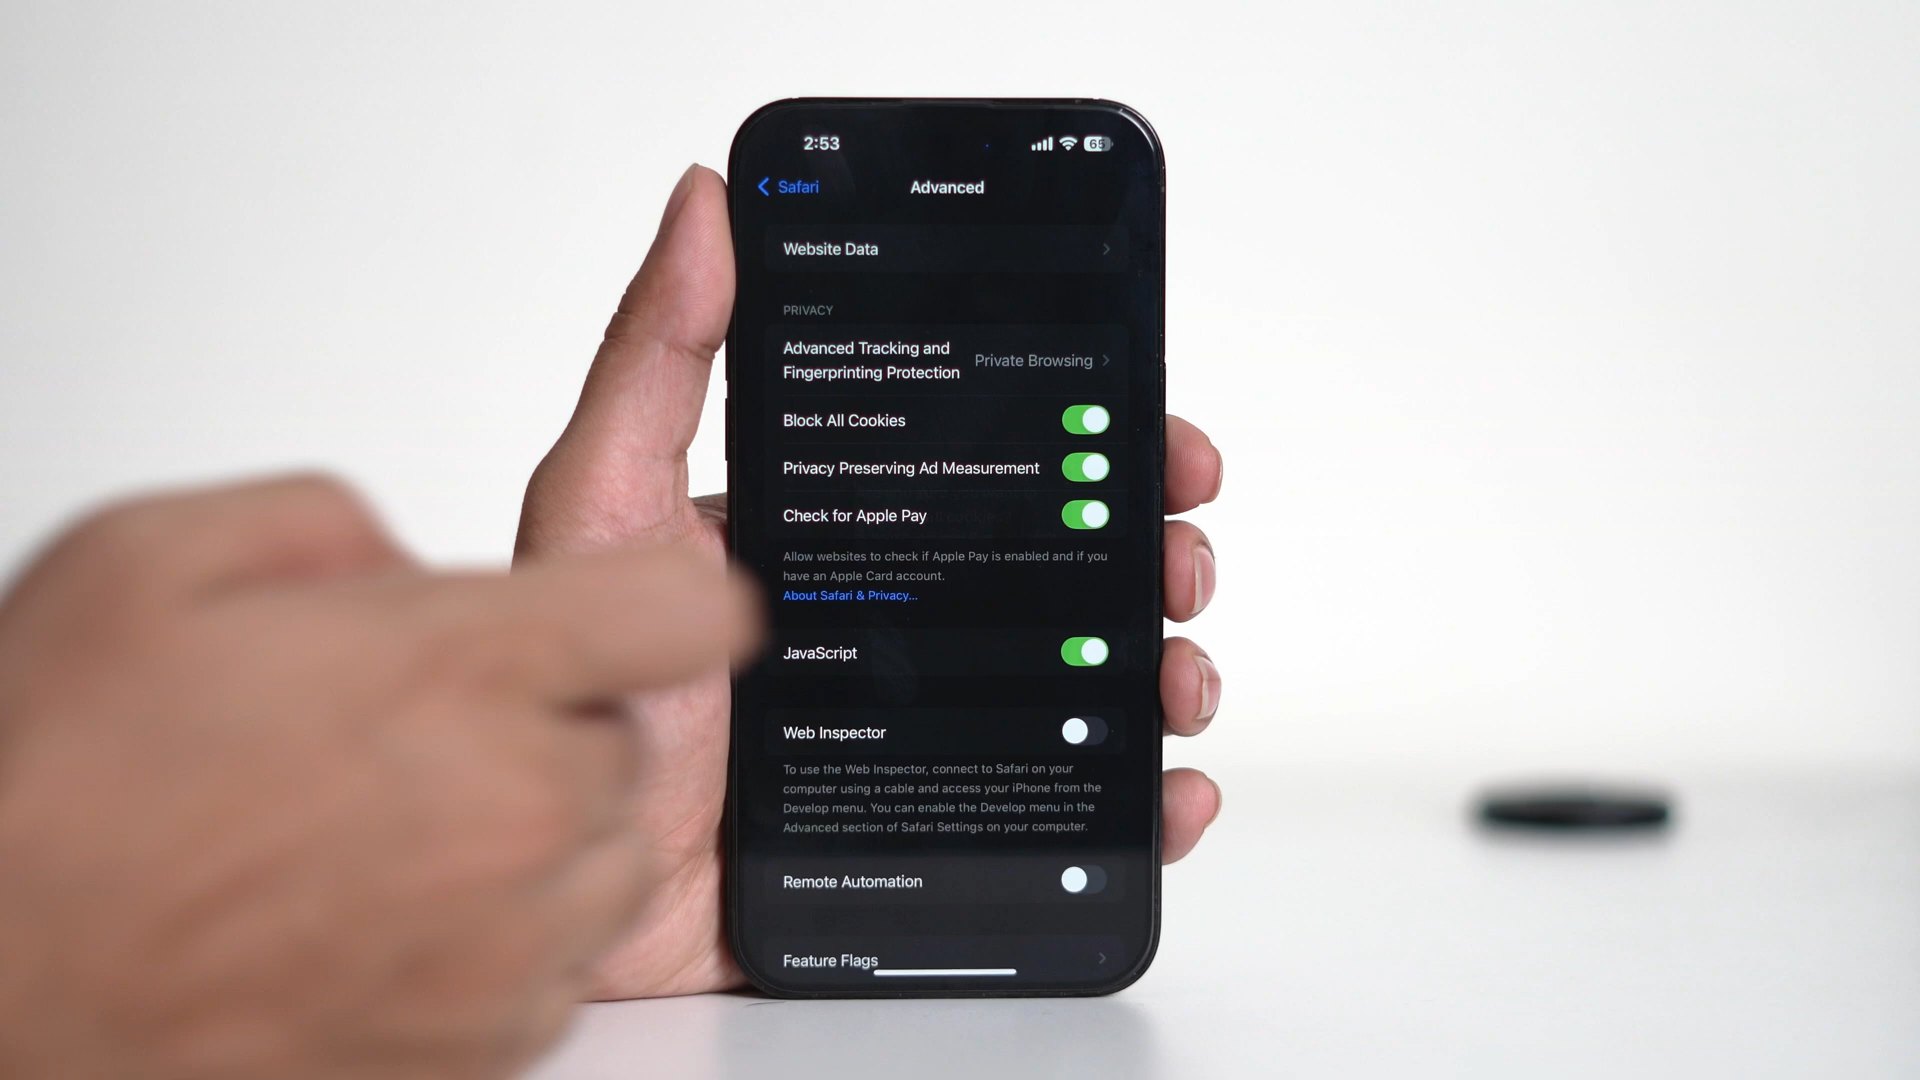 2:53
65
Safari
Advanced
Website Data
PRIVACY
Advanced Tracking and
Fingerprinting Protection
Private Browsing
Block All Cookies
Privacy Preserving Ad Measurement
Check for Apple Pay
Allow websites to check if Apple Pay is enabled and if you
have an Apple Card account.
About Safari & Privacy...
JavaScript
Web Inspector
To use the Web Inspector, connect to Safari on your
computer using a cable and access your iPhone from the
Develop menu. You can enable the Develop menu in the
Advanced section of Safari Settings on your computer.
Remote Automation
Feature Flags